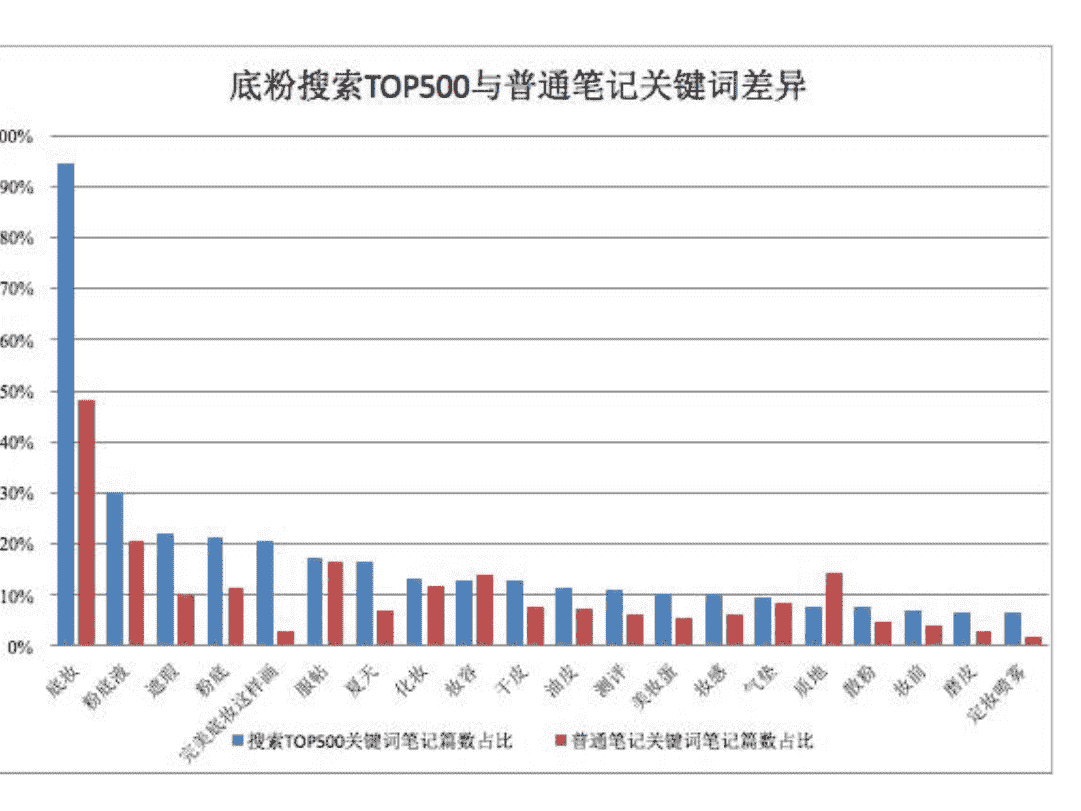 底粉搜索TOP500与普通笔记关键词差异
00%
90%
80%
70%
60%
50%
40%
30%
20%
10%
0%
底妆
粉底液
遮瑕
粉底
完美底妆这样画
服帖
夏天
化妆
妆容
干皮
油皮
测评
美妆蛋
妆感
气垫
质地
散粉
妆前
磨皮
定妆喷雾
搜索TOP500关键词笔记篇数占比
普通笔记关键词笔记篇数占比